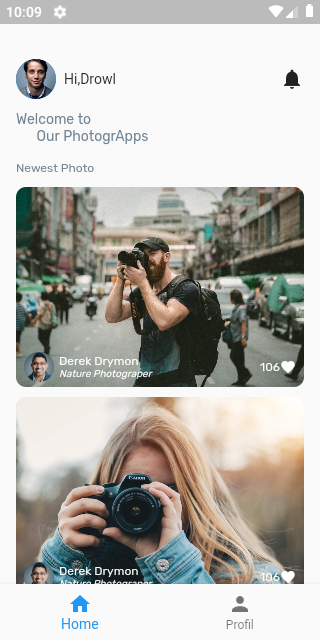 10:09
Hi,Drowl
Welcome to
Our PhotogrApps
Newest Photo
Derek Drymon
Nature Photograper
106
Canon
Derek Drymon
Nature Photograper
106
Home
Profil